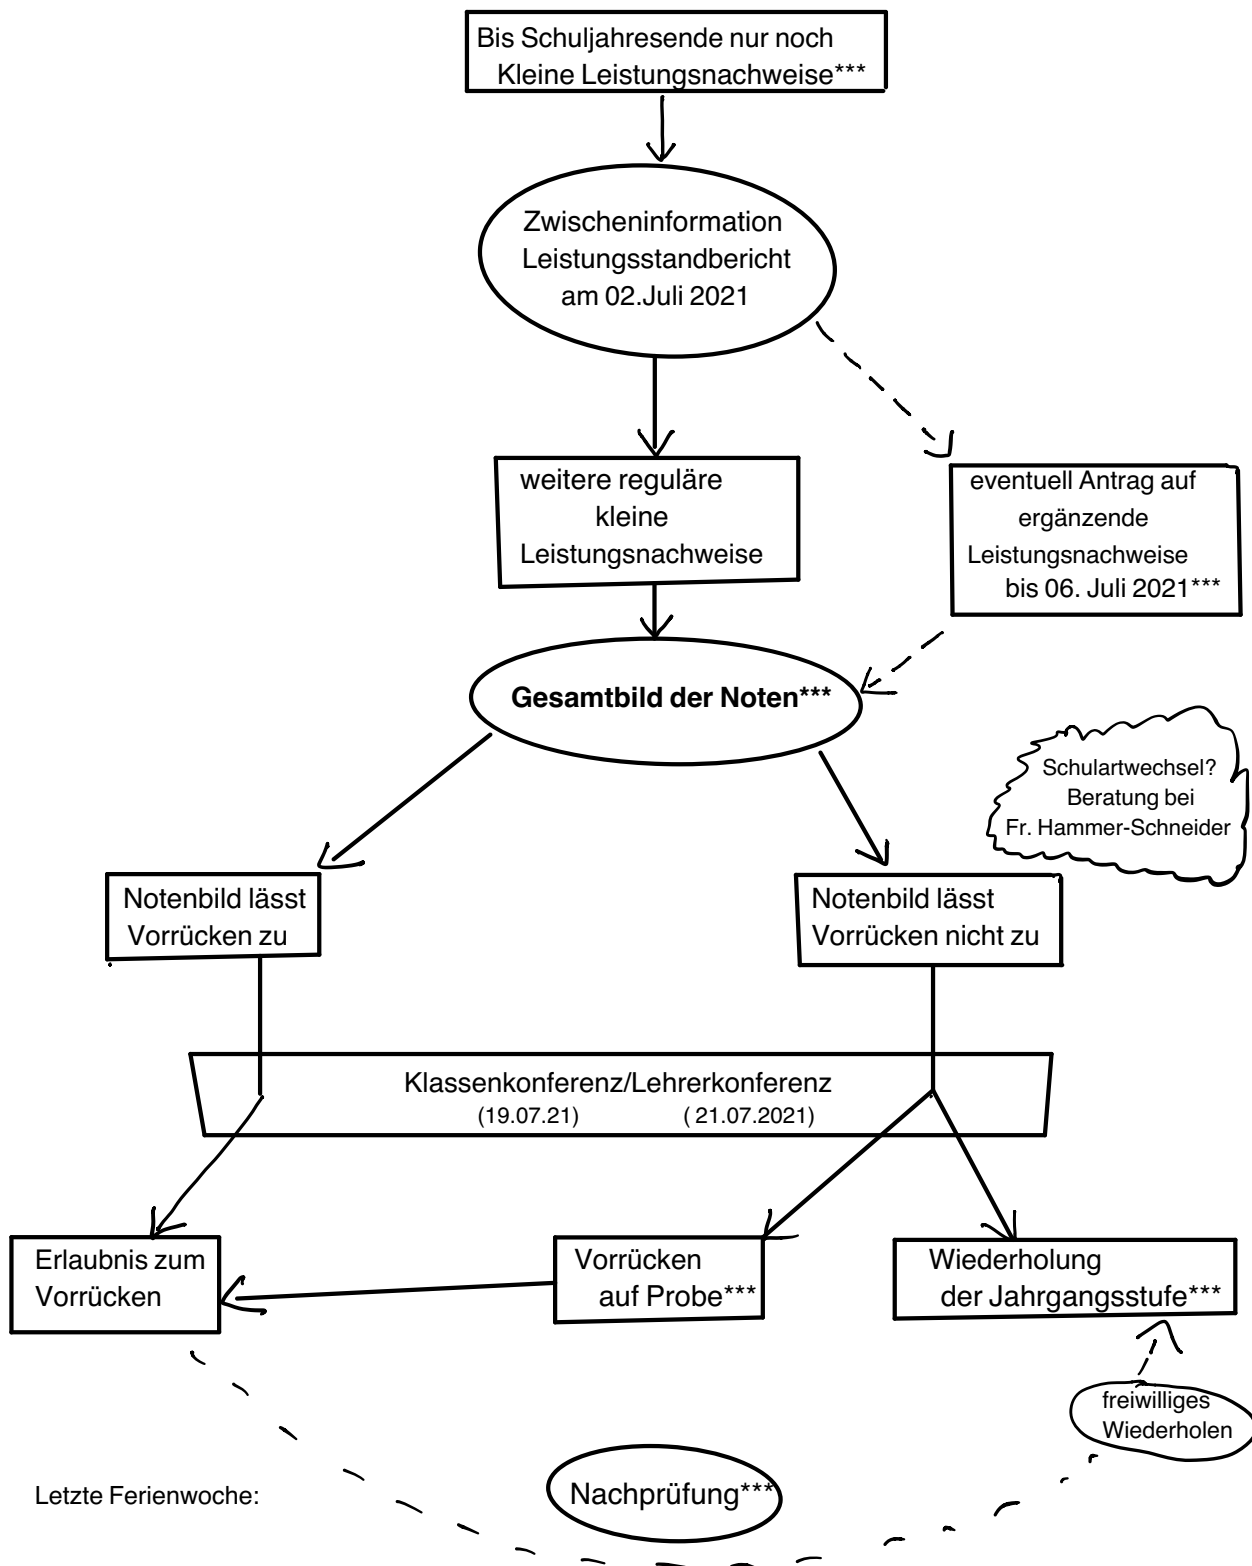 Bis Schuljahresende nur noch
Kleine Leistungsnachweise***
Zwischeninformation
Leistungsstandbericht
am 02.Juli 2021
weitere reguläre
kleine
Leistungsnachweise
eventuell Antrag auf
ergänzende
Leistungsnachweise
bis 06. Juli 2021***
Gesamtbild der Noten***
Schulartwechsel?
Beratung bei
Fr. Hammer-Schneider
Notenbild lässt
Vorrücken zu
Notenbild lässt
Vorrücken nicht zu
Klassenkonferenz/Lehrerkonferenz
(19.07.21) ( 21.07.2021)
Erlaubnis zum
Vorrücken
Vorrücken
auf Probe***
Wiederholung
der Jahrgangsstufe***
freiwilliges
Wiederholen
Letzte Ferienwoche:
Nachprüfung***